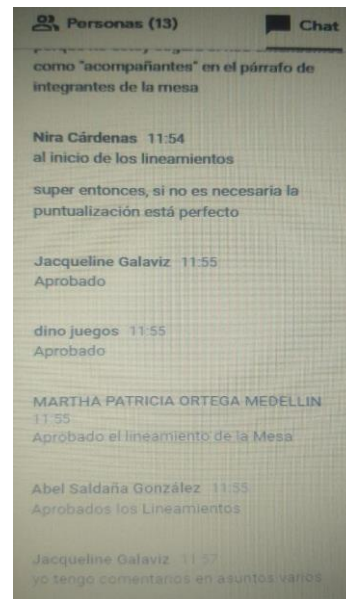 Personas (13) Chat
como "acompañantes" en el párrafo de
integrantes de la mesa
Nira Cárdenas 11:54
al inicio de los lineamientos
super entonces, si no es necesaria la
puntualización está perfecto
Jacqueline Galaviz 11:55
Aprobado
dino juegos 11:55
Aprobado
MARTHA PATRICIA ORTEGA MEDELLIN
11:55
Aprobado el lineamiento de la Mesa
Abel Saldaña González 11:55
Aprobados los Lineamientos
Jacqueline Galaviz 11:57
yo tengo comentarios en asuntos varios